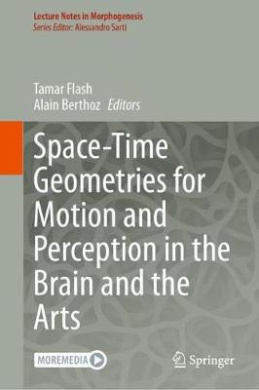 Lecture Notes in Morphogenesis
Series Editor: Alessandro Sarti
Tamar Flash
Alain Berthoz Editors
Space-Time
Geometries for
Motion and
Perception in the
Brain and the
Arts
MOREMEDIA
Springer